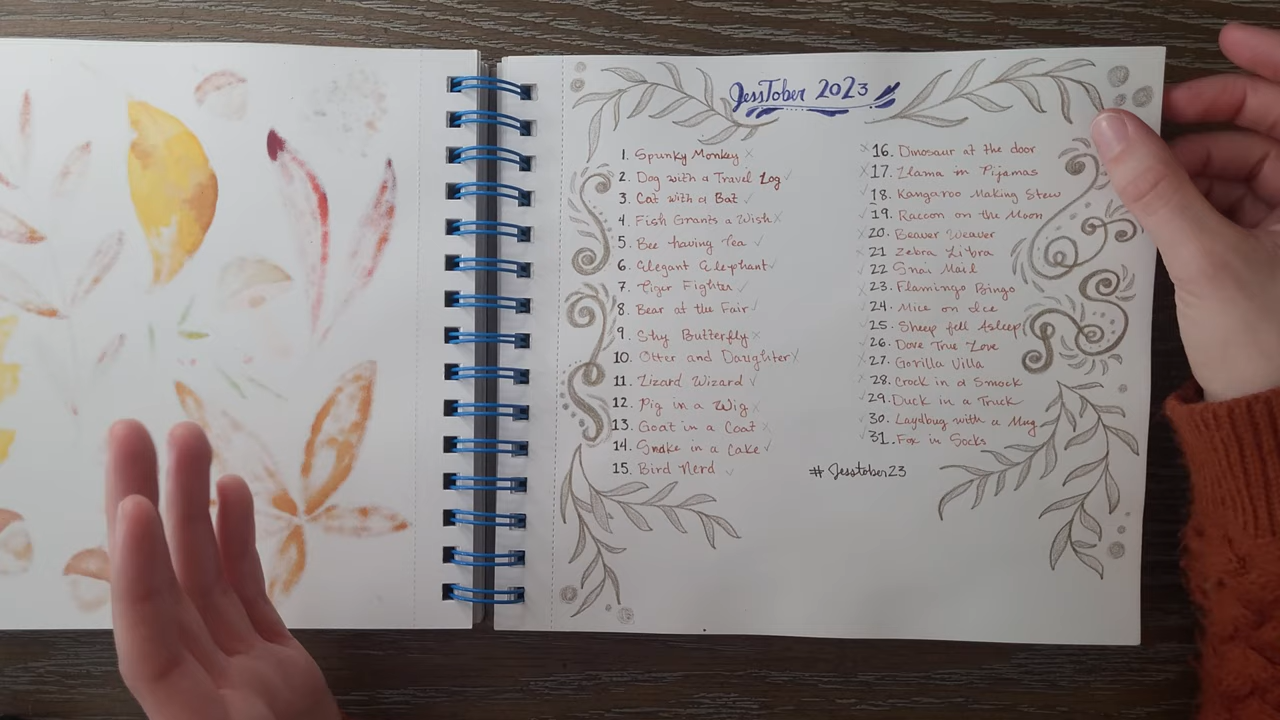 JessTober 2023
1. Spunky Monkey ×
2. Dog with a Travel Log ✓
3. Cat with a Bat ✓
4. Fish Grants a Wish ×
5. Bee having Tea ✓
6. Elegant Elephant ✓
7. Tiger Fighter ✓
8. Bear at the Fair ✓
9. Shy Butterfly ×
10. Otter and Daughter ×
11. Lizard Wizard ✓
12. Pig in a Wig ×
13. Goat in a Coat ×
14. Snake in a Cake ✓
15. Bird Nerd ✓
× 16. Dinosaur at the door
× 17. Llama in Pijamas
✓ 18. Kangaroo Making Stew
✓ 19. Raccon on the Moon
× 20. Beaver Weaver
21 Zebra Libra
22 Snai Mail
23. Flamingo Bingo
24. Mice on Ice
25. Sheep fell Asleep
26. Dove True Love
× 27. Gorilla Villa
× 28. Crock in a Smock
29. Duck in a Truck
30. Laydbug with a Mug
✓ 31. Fox in Socks
# Jesstober23